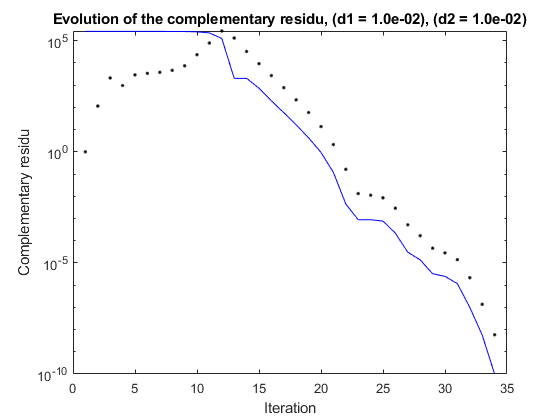 Evolution of the complementary residu, (d1 = 1.0e-02), (d2 = 1.0e-02)
Complementary residu
10^5
10^0
10^-5
10^-10
0 5 10 15 20 25 30 35
Iteration